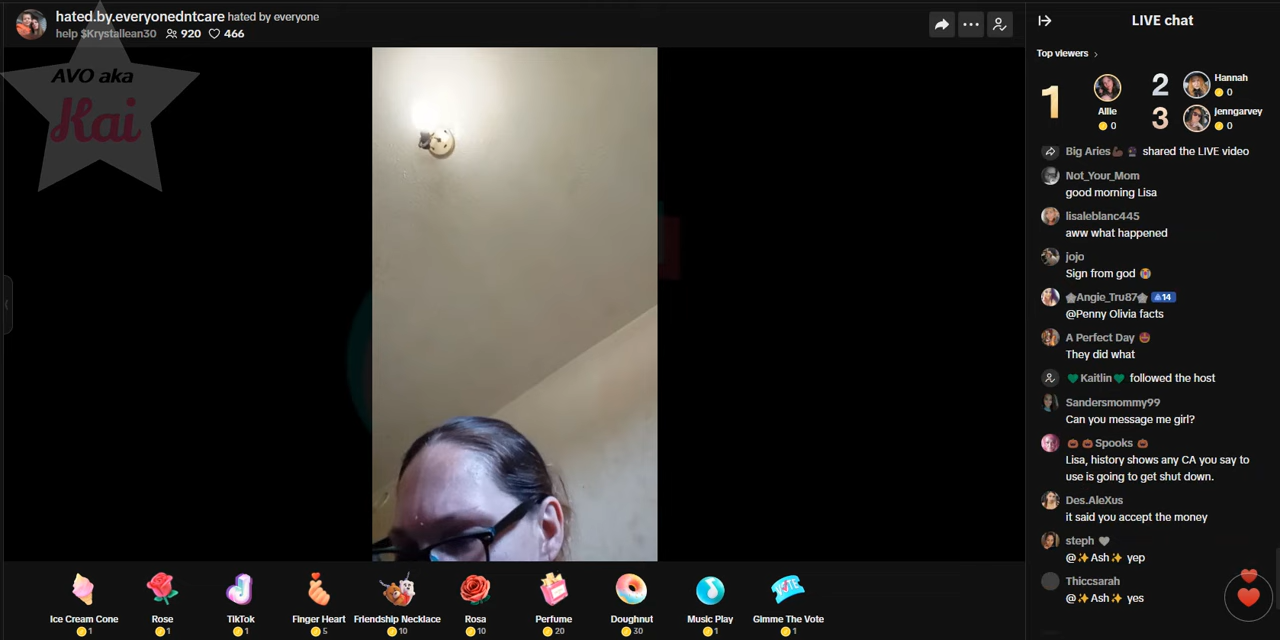 hated.by.everyonedntcare hated by everyone
help $Krystallean30 920 466
AVO aka
Kai
LIVE chat
Top viewers
1
Allie
0
2
Hannah
0
3
jenngarvey
0
Big Aries shared the LIVE video
Not_Your_Mom
good morning Lisa
lisaleblanc445
aww what happened
jojo
Sign from god 😭
Angie_Tru87 14
@Penny Olivia facts
A Perfect Day
They did what
💚Kaitlin💚 followed the host
Sandersmommy99
Can you message me girl?
🎃🎃Spooks 🎃
Lisa, history shows any CA you say to
use is going to get shut down.
Des.AleXus
it said you accept the money
steph
@✨Ash✨ yep
Thiccsarah
@✨Ash✨ yes
Ice Cream Cone
1
Rose
1
TikTok
1
Finger Heart
5
Friendship Necklace
10
Rosa
10
Perfume
20
Doughnut
30
Music Play
1
VOTE
Gimme The Vote
1